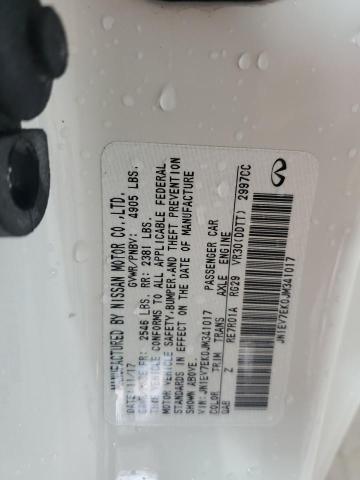 MANUFACTURED BY NISSAN MOTOR CO.,LTD.
DATE: 11/17 GVWR/PNBV: 4905 LBS.
FR: 2546 LBS. RR: 2381 LBS.
THIS VEHICLE CONFORMS TO ALL APPLICABLE FEDERAL
MOTOR VEHICLE SAFETY,BUMPER,AND THEFT PREVENTION
STANDARDS IN EFFECT ON THE DATE OF
MANUFACTURE SHOWN ABOVE.
VIN:JN1EV7EK0JM341017 PASSENGER CAR
COLOR TRIM TRANS AXLE ENGINE
QAB Z RE7R01A RG29 VR30(DDTT) 2997CC
JN1EV7EK0JM341017